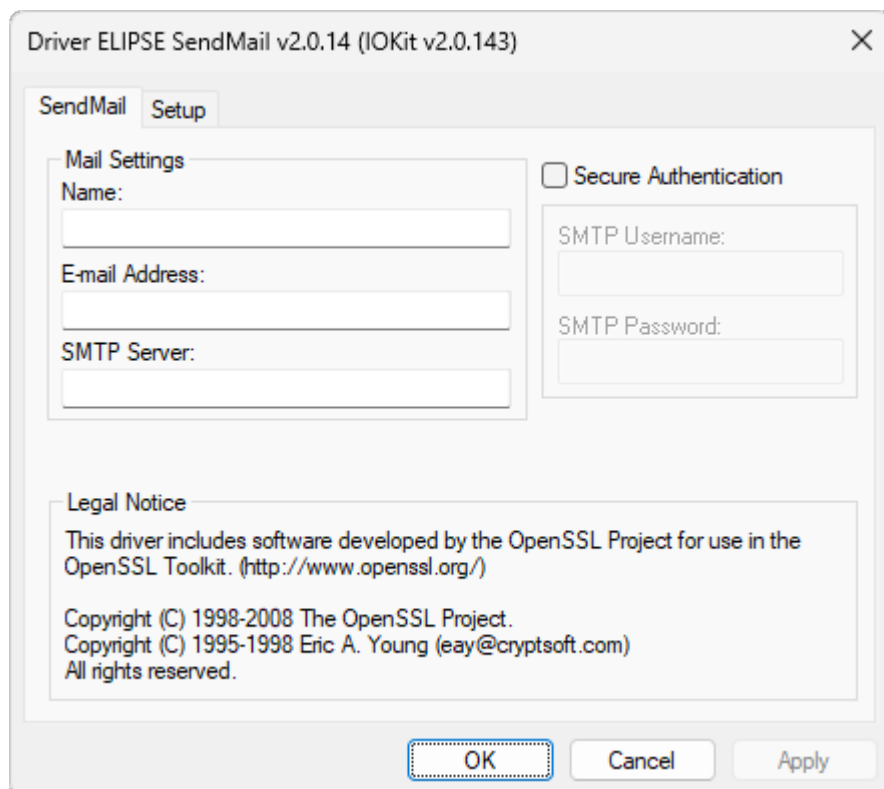 Driver ELIPSE SendMail v2.0.14 (IOKit v2.0.143)
SendMail
Setup
Mail Settings
Name:
E-mail Address:
SMTP Server:
Secure Authentication
SMTP Username:
SMTP Password:
Legal Notice
This driver includes software developed by the OpenSSL Project for use in the
OpenSSL Toolkit. (http://www.openssl.org/)
Copyright (C) 1998-2008 The OpenSSL Project.
Copyright (C) 1995-1998 Eric A. Young (eay@cryptsoft.com)
All rights reserved.
OK
Cancel
Apply